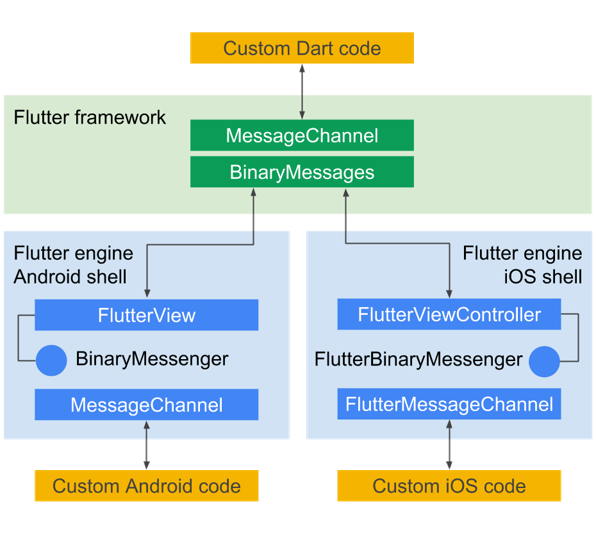 Custom Dart code
Flutter framework
MessageChannel
BinaryMessages
Flutter engine
Android shell
FlutterView
BinaryMessenger
MessageChannel
Custom Android code
Flutter engine
iOS shell
FlutterViewController
FlutterBinaryMessenger
FlutterMessageChannel
Custom iOS code